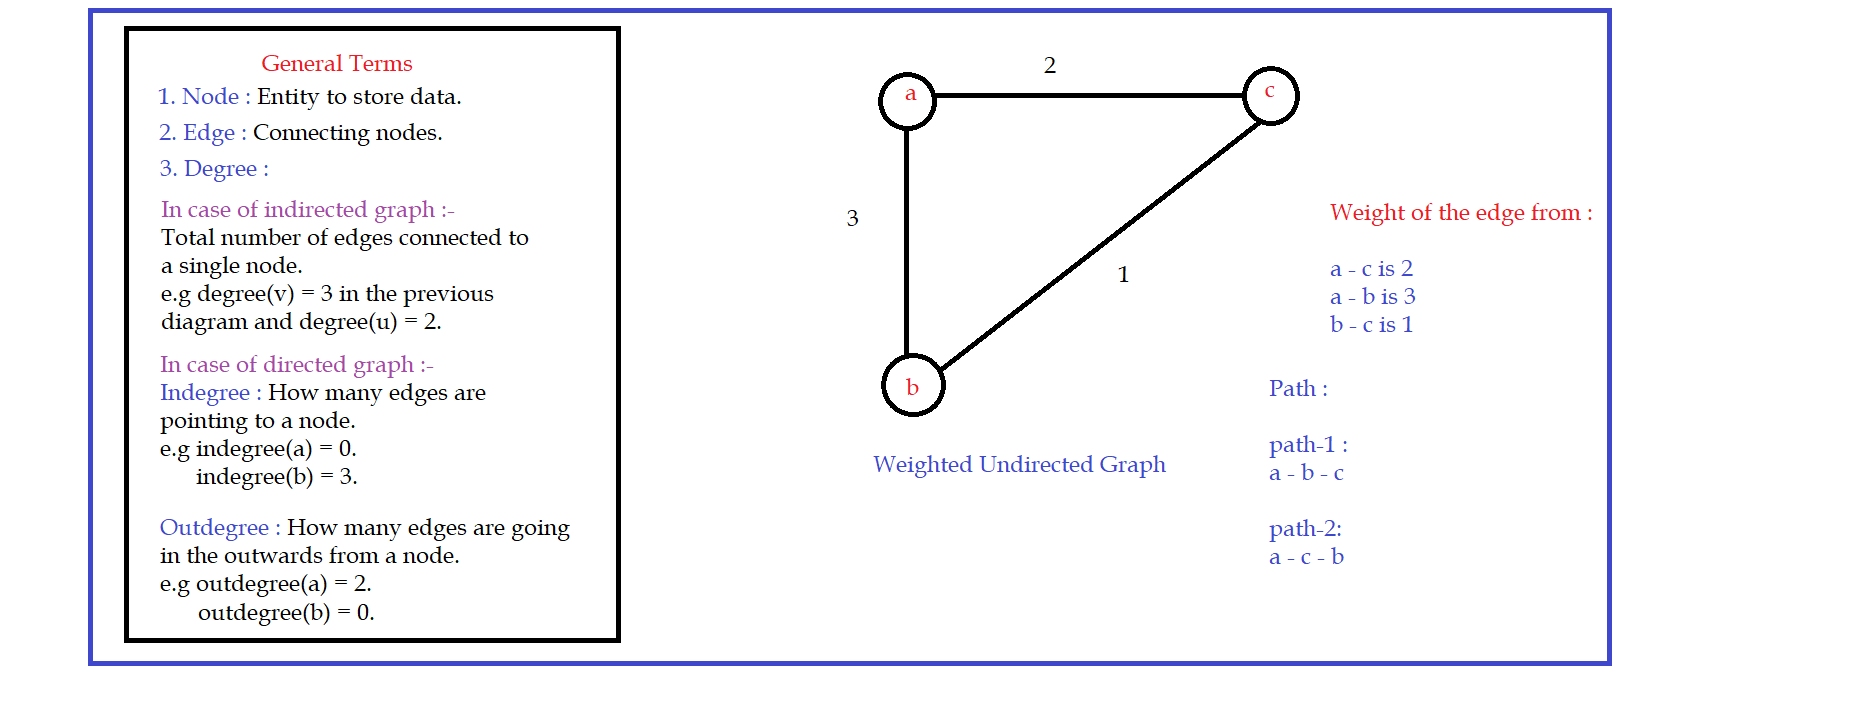 General Terms
1. Node : Entity to store data.
2. Edge : Connecting nodes.
3. Degree :
In case of indirected graph :-
Total number of edges connected to
a single node.
e.g degree(v) = 3 in the previous
diagram and degree(u) = 2.
In case of directed graph :-
Indegree : How many edges are
pointing to a node.
e.g indegree(a) = 0.
indegree(b) = 3.
Outdegree : How many edges are going
in the outwards from a node.
e.g outdegree(a) = 2.
outdegree(b) = 0.
2
a
c
3
1
b
Weighted Undirected Graph
Weight of the edge from :
a - c is 2
a - b is 3
b - c is 1
Path :
path-1 :
a - b - c
path-2:
a - c - b